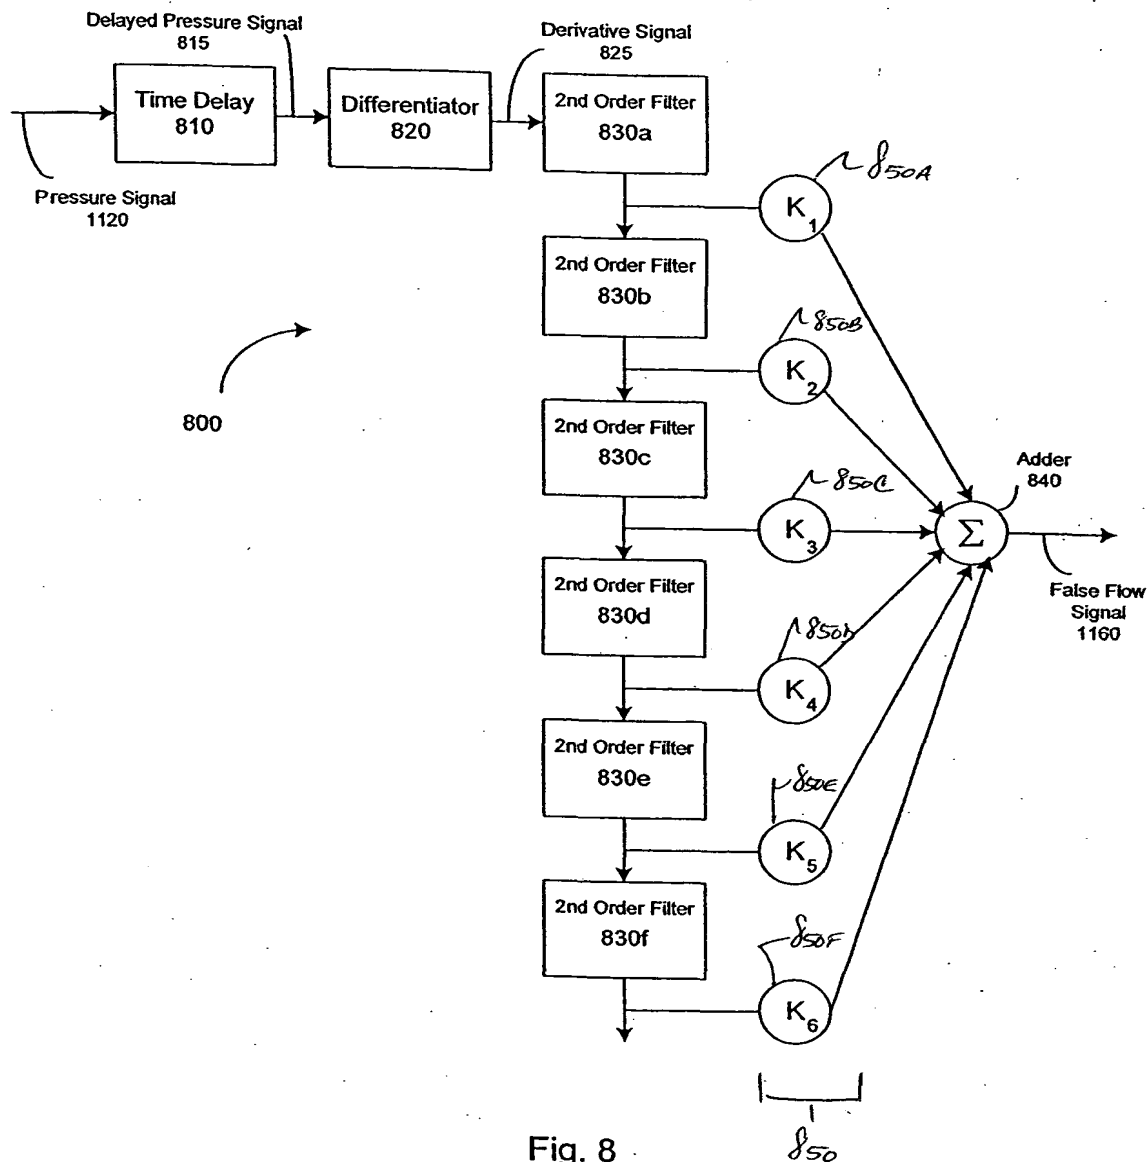 Delayed Pressure Signal
815
Derivative Signal
825
Time Delay
810
Differentiator
820
2nd Order Filter
830a
Pressure Signal
1120
K1
850A
2nd Order Filter
830b
850B
K2
800
2nd Order Filter
830c
850C
K3
Adder
840
Σ
False Flow
Signal
1160
2nd Order Filter
830d
850D
K4
2nd Order Filter
830e
850E
K5
2nd Order Filter
830f
850F
K6
850
Fig. 8